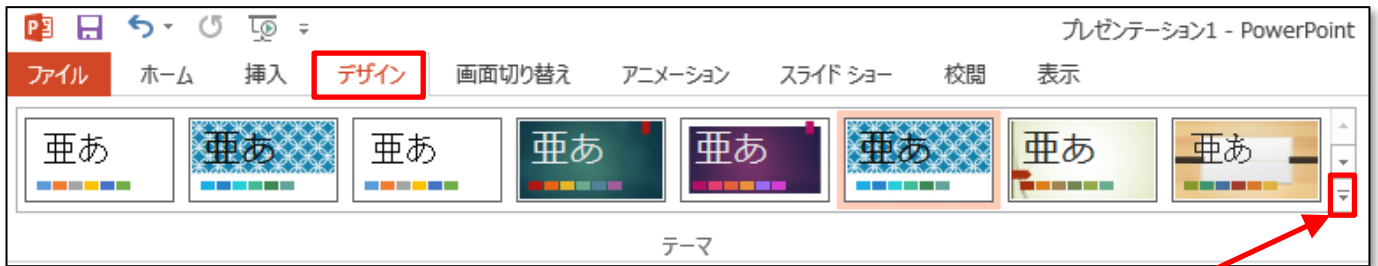 プレゼンテーション1 - PowerPoint
ファイル ホーム 挿入 デザイン 画面切り替え アニメーション スライド ショー 校閲 表示
亜あ 亜あ 亜あ 亜あ 亜あ 亜あ 亜あ 亜あ
テーマ